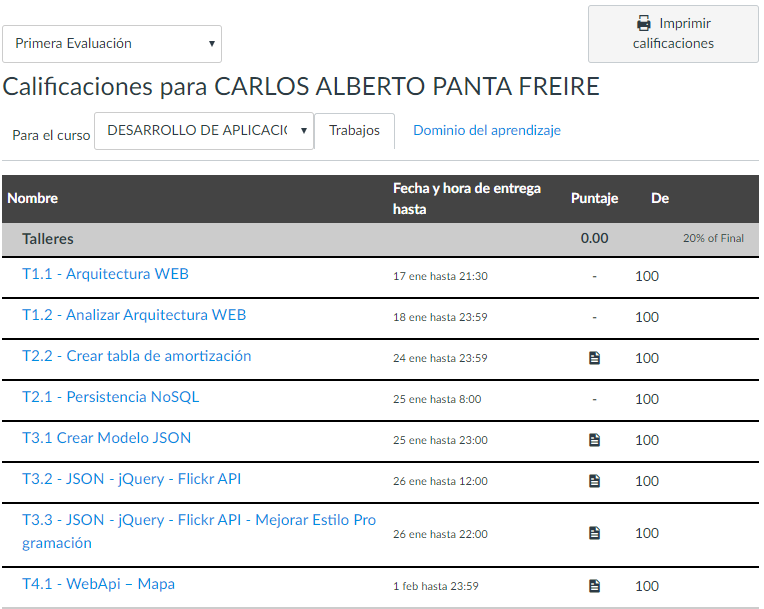 Primera Evaluación
Imprimir
calificaciones
Calificaciones para CARLOS ALBERTO PANTA FREIRE
Para el curso DESARROLLO DE APLICACIO Trabajos Dominio del aprendizaje
Nombre Fecha y hora de entrega hasta Puntaje De
Talleres 0.00 20% of Final
T1.1 - Arquitectura WEB 17 ene hasta 21:30 - 100
T1.2 - Analizar Arquitectura WEB 18 ene hasta 23:59 - 100
T2.2 - Crear tabla de amortización 24 ene hasta 23:59 100
T2.1 - Persistencia NoSQL 25 ene hasta 8:00 - 100
T3.1 Crear Modelo JSON 25 ene hasta 23:00 100
T3.2 - JSON - jQuery - Flickr API 26 ene hasta 12:00 100
T3.3 - JSON - jQuery - Flickr API - Mejorar Estilo Pro
gramación 26 ene hasta 22:00 100
T4.1 - WebApi – Mapa 1 feb hasta 23:59 100